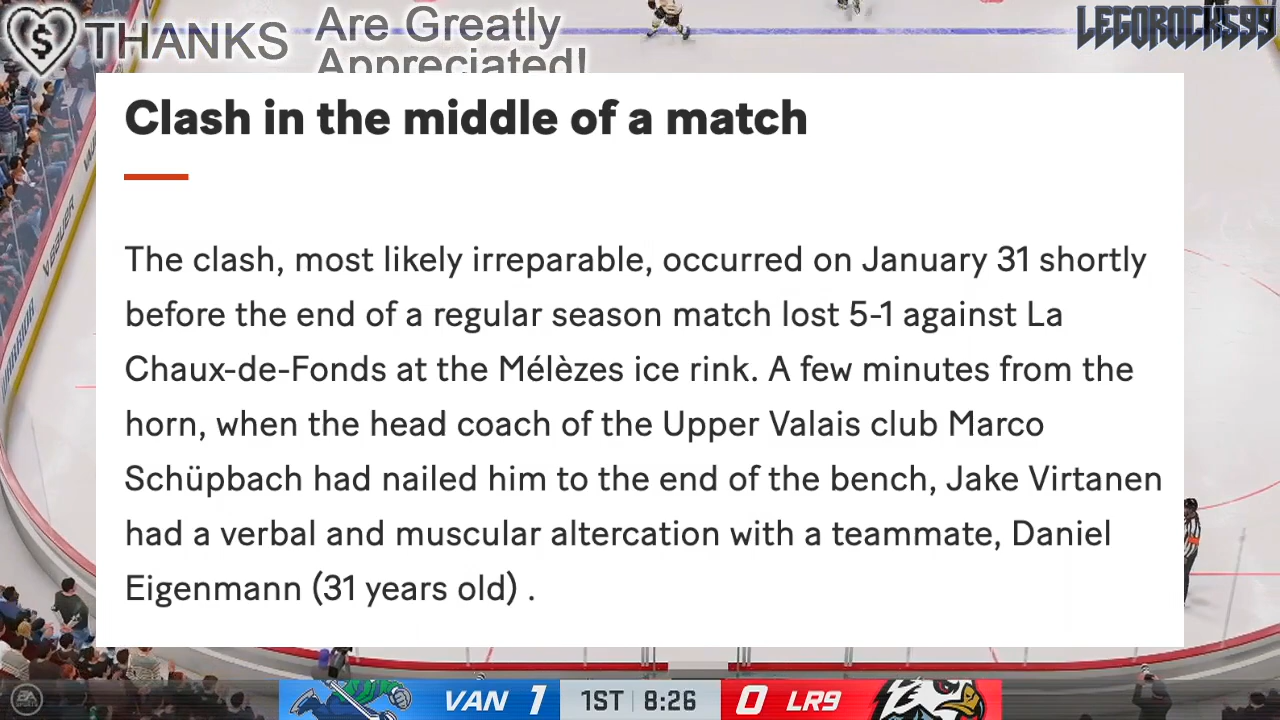 THANKS
Are Greatly
Appreciated!
LEGOROCKS99
Clash in the middle of a match
The clash, most likely irreparable, occurred on January 31 shortly
before the end of a regular season match lost 5-1 against La
Chaux-de-Fonds at the Mélèzes ice rink. A few minutes from the
horn, when the head coach of the Upper Valais club Marco
Schüpbach had nailed him to the end of the bench, Jake Virtanen
had a verbal and muscular altercation with a teammate, Daniel
Eigenmann (31 years old) .
BAUER
EA
SPORTS
VAN 1 1ST 8:26 0 LR9